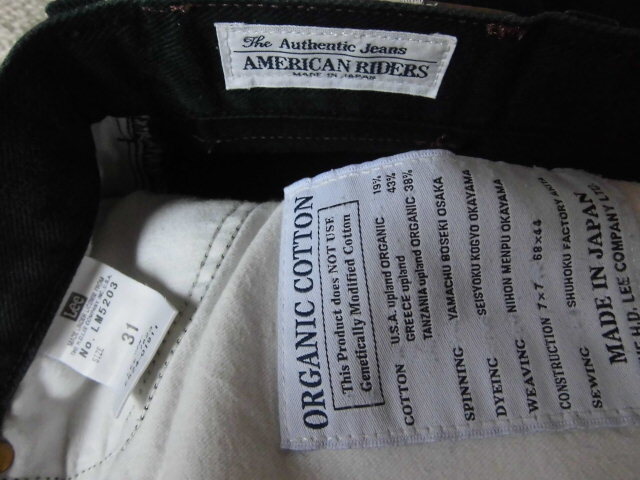 The Authentic Jeans
AMERICAN RIDERS
MADE IN JAPAN
ORGANIC COTTON
This Product does NOT USE
Genetically Modified Cotton
COTTON U.S.A. upland ORGANIC 19%
GREECE upland 43%
TANZANIA upland ORGANIC 38%
SPINNING YAMACHU BOSEKI OSAKA
DYEING SEISYOKU KOGYO OKAYAMA
WEAVING NIHON MENPU OKAYAMA
CONSTRUCTION 7×7 68×44
SEWING SHUHOKU FACTORY
MADE IN JAPAN
H.D. LEE COMPANY
Lee
No. LM5203
SIZE 31